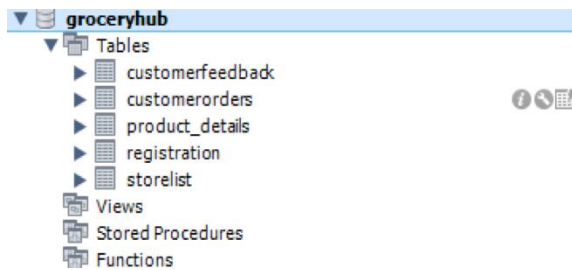 groceryhub
Tables
customerfeedback
customerorders
product_details
registration
storelist
Views
Stored Procedures
Functions